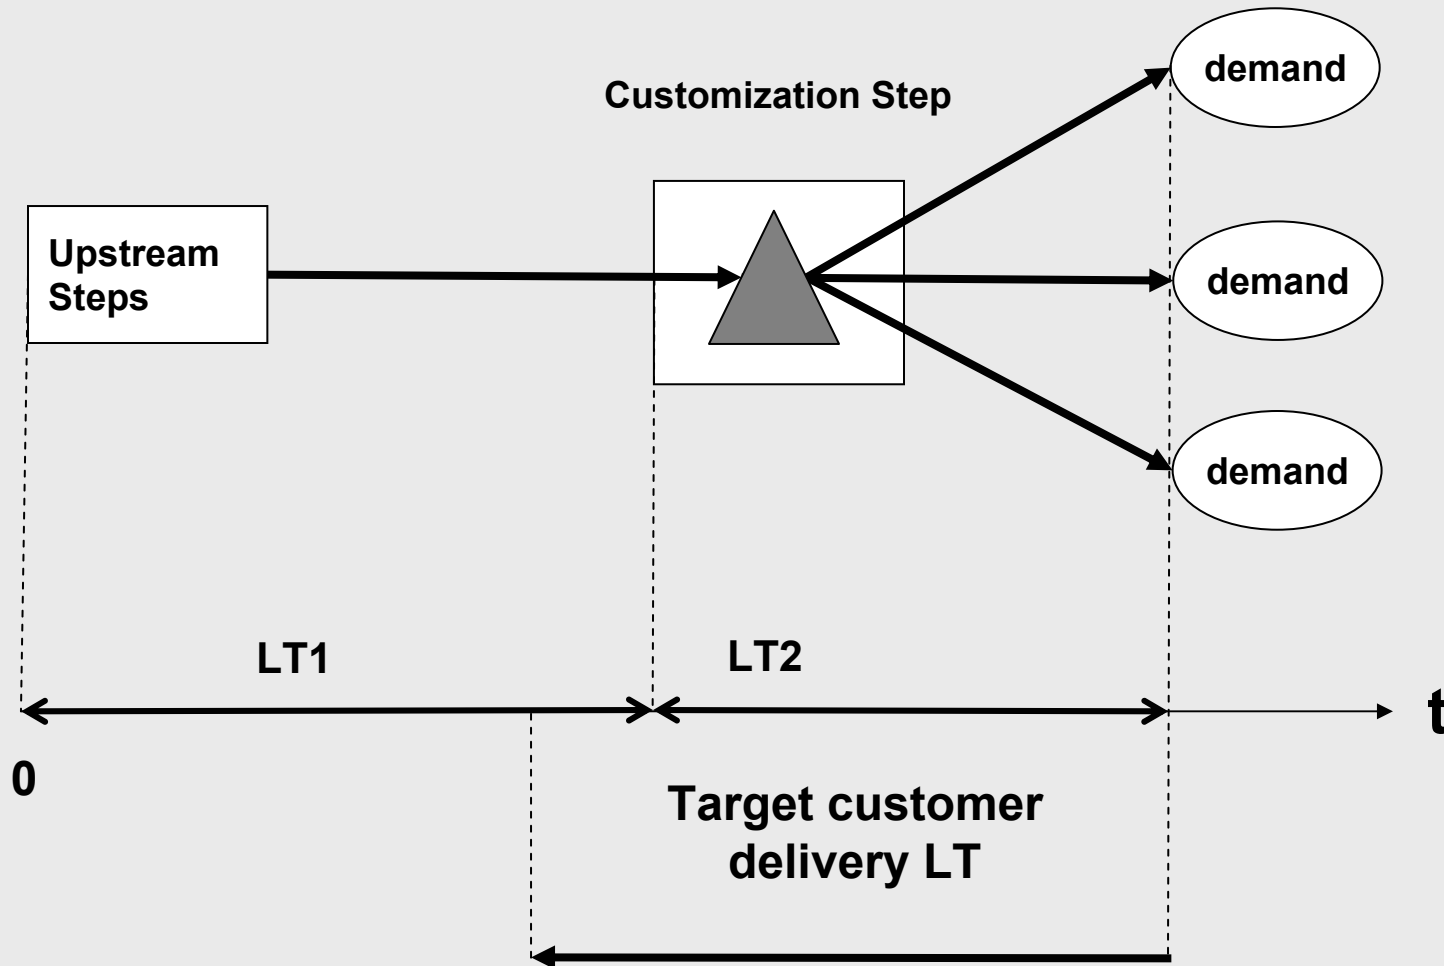 demand
Customization Step
Upstream
Steps
demand
demand
LT1
LT2
t
0
Target customer
delivery LT